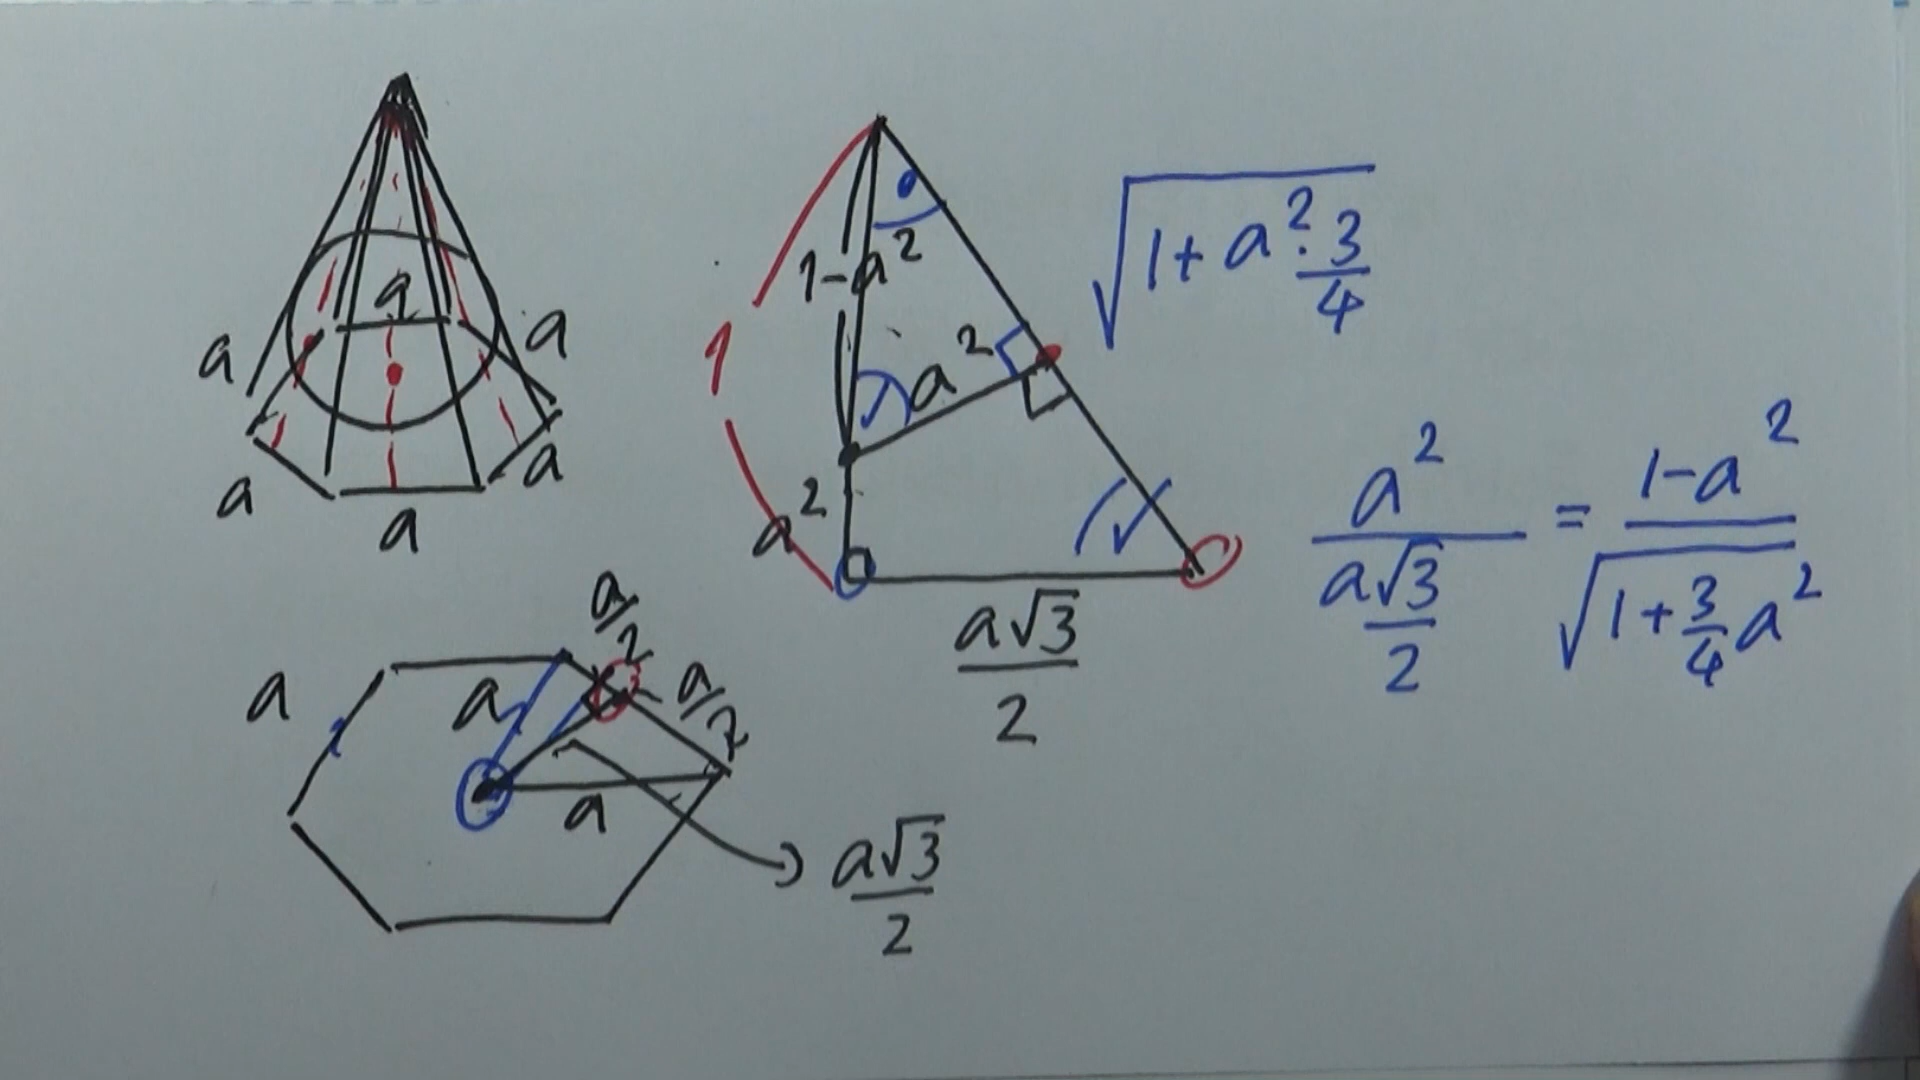 a
a
a
a
a
a
1
1-a²
a²
a²
a√3/2
√(1+a²·3/4)
a²/(a√3/2) = (1-a²)/√(1+3/4 a²)
a
a
a/2
a/2
a
a√3/2